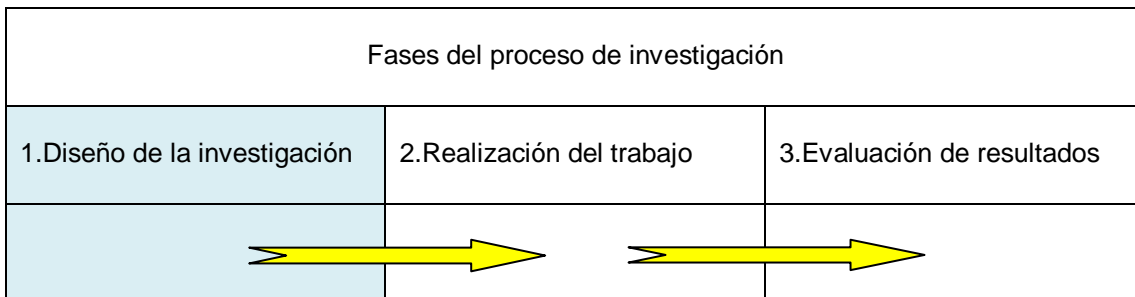 Fases del proceso de investigación
1.Diseño de la investigación
2.Realización del trabajo
3.Evaluación de resultados